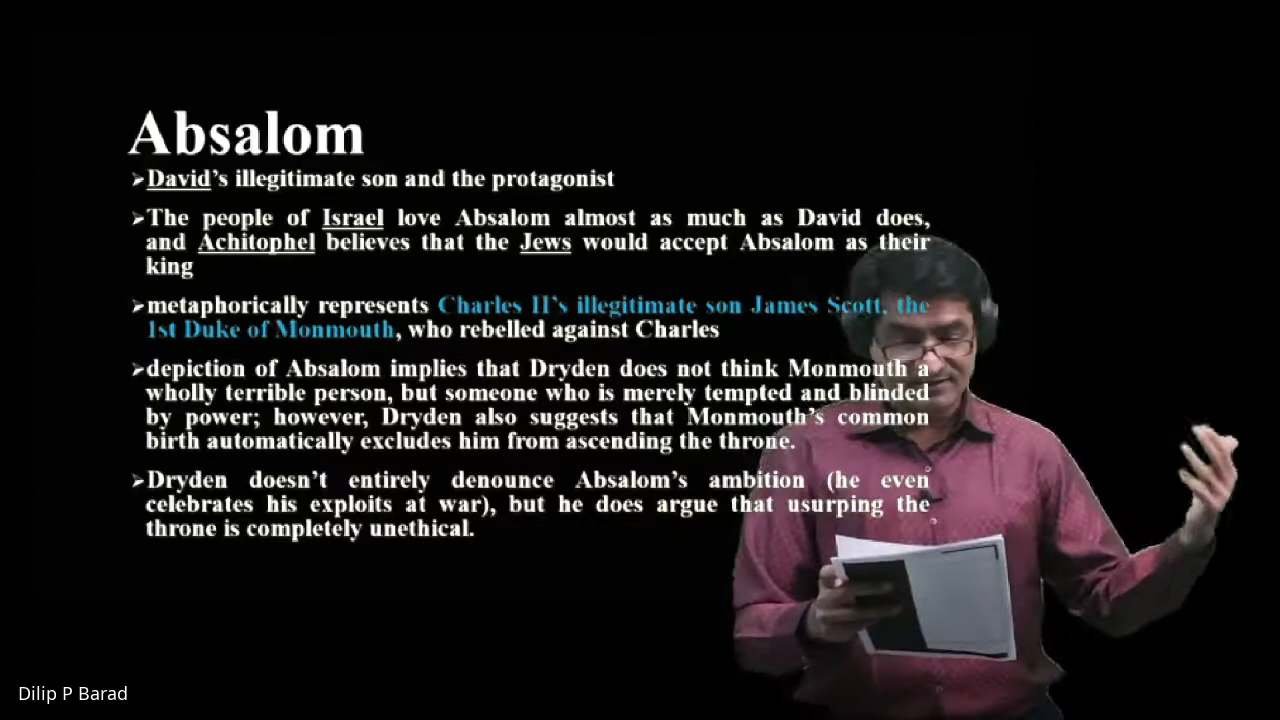 Absalom
➢David's illegitimate son and the protagonist
➢The people of Israel love Absalom almost as much as David does,
and Achitophel believes that the Jews would accept Absalom as their
king
➢metaphorically represents Charles II's illegitimate son James Scott, the
1st Duke of Monmouth, who rebelled against Charles
➢depiction of Absalom implies that Dryden does not think Monmouth a
wholly terrible person, but someone who is merely tempted and blinded
by power; however, Dryden also suggests that Monmouth's common
birth automatically excludes him from ascending the throne.
➢Dryden doesn't entirely denounce Absalom's ambition (he even
celebrates his exploits at war), but he does argue that usurping the
throne is completely unethical.
Dilip P Barad